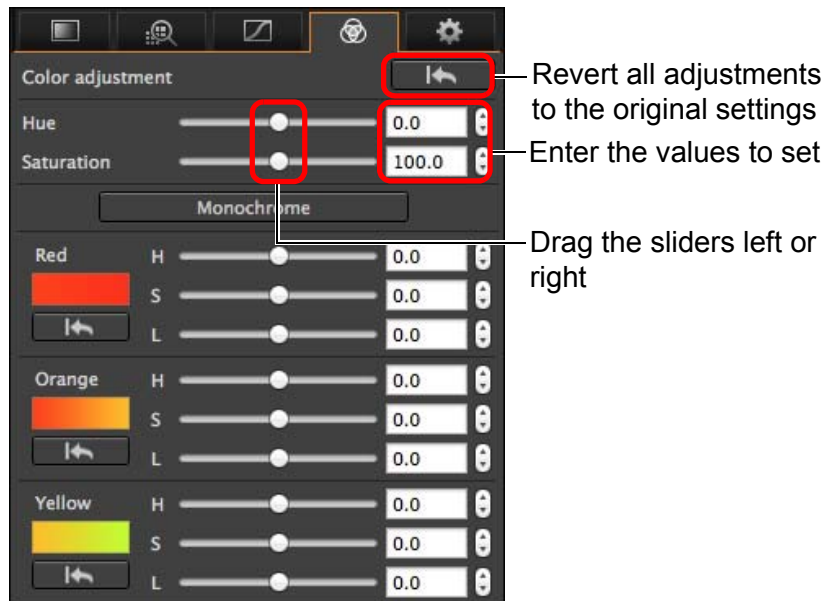 Color adjustment
Revert all adjustments
to the original settings
Hue 0.0
Enter the values to set
Saturation 100.0
Monochrome
Drag the sliders left or
right
Red H 0.0
S 0.0
L 0.0
Orange H 0.0
S 0.0
L 0.0
Yellow H 0.0
S 0.0
L 0.0